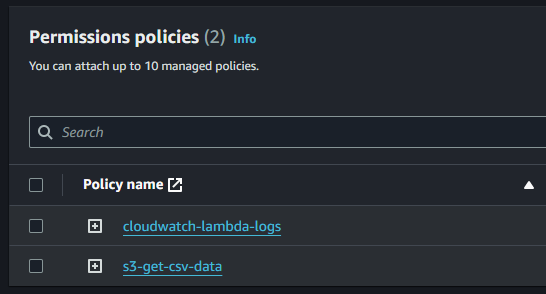 Permissions policies (2) Info
You can attach up to 10 managed policies.
Search
Policy name
cloudwatch-lambda-logs
s3-get-csv-data